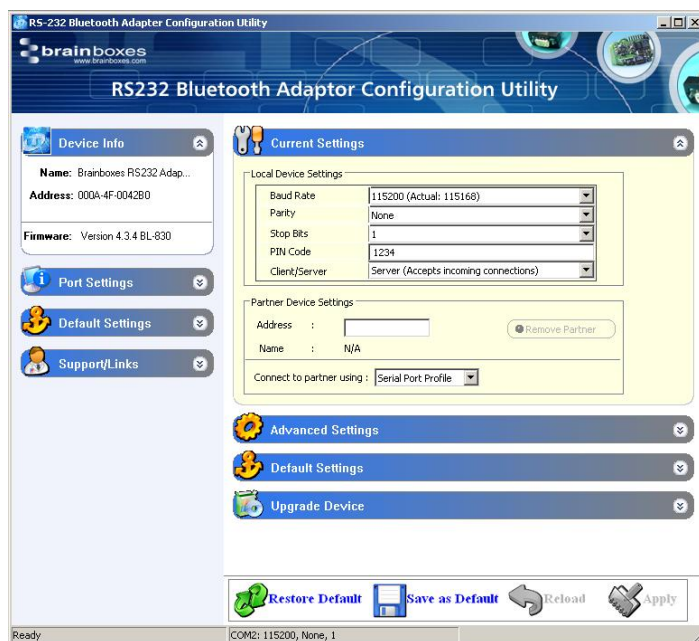 RS-232 Bluetooth Adapter Configuration Utility
brainboxes
www.brainboxes.com
RS232 Bluetooth Adaptor Configuration Utility
Device Info
Name: Brainboxes RS232 Adap...
Address: 000A-4F-0042B0
Firmware: Version 4.3.4 BL-830
Port Settings
Default Settings
Support/Links
Current Settings
Local Device Settings
Baud Rate 115200 (Actual: 115168)
Parity None
Stop Bits 1
PIN Code 1234
Client/Server Server (Accepts incoming connections)
Partner Device Settings
Address :
Remove Partner
Name : N/A
Connect to partner using : Serial Port Profile
Advanced Settings
Default Settings
Upgrade Device
Restore Default Save as Default Reload Apply
Ready COM2: 115200, None, 1